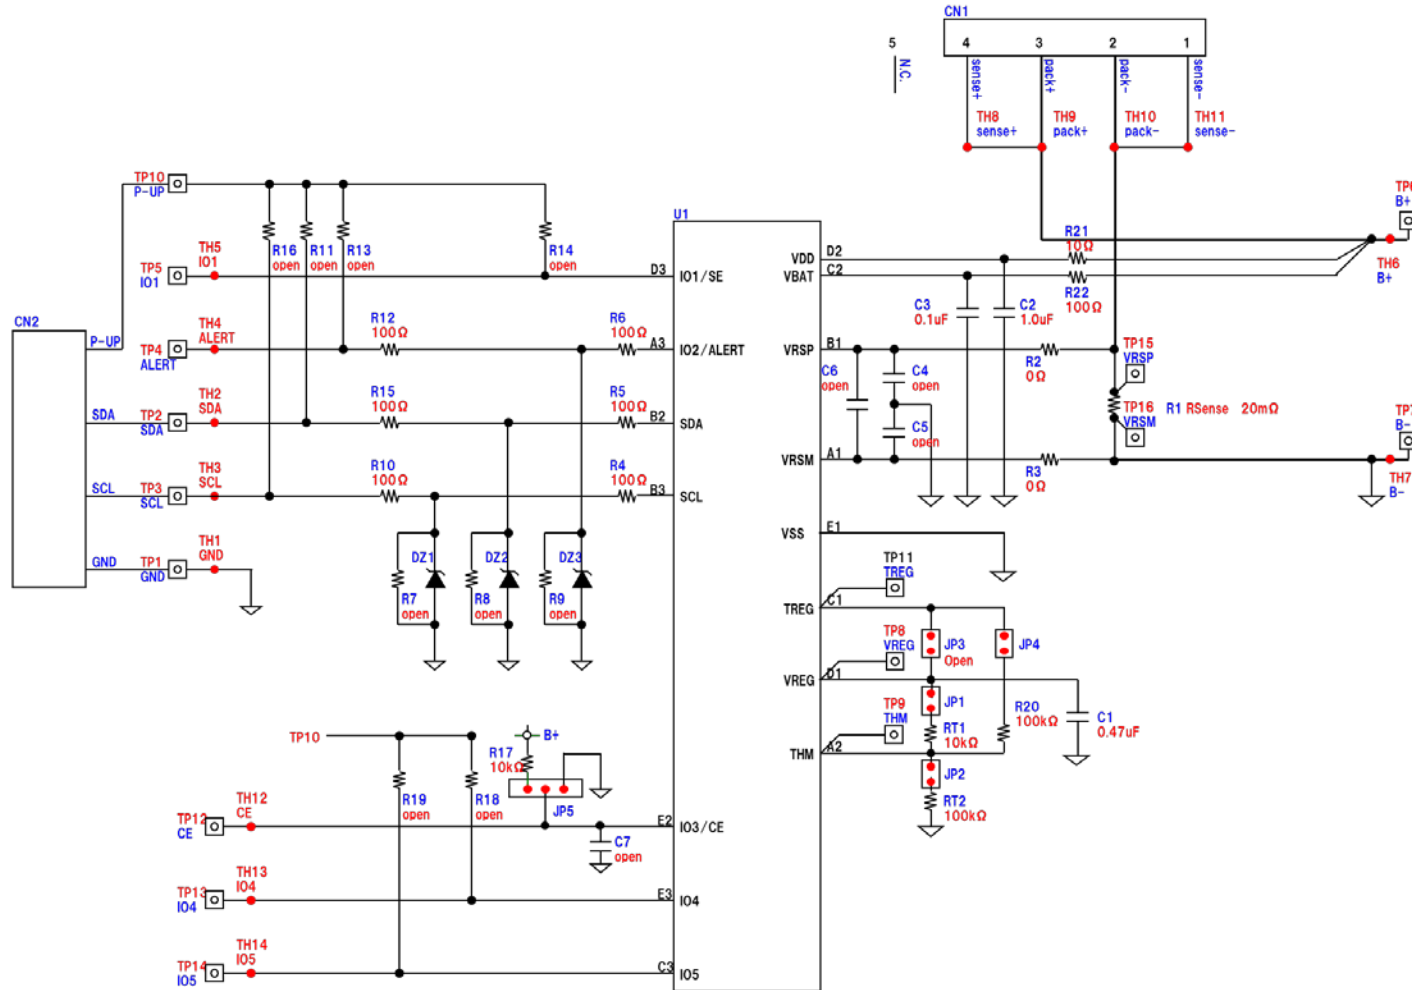 CN1
5
4
3
2
1
N.C.
sense+
pack+
pack-
sense-
TH8
sense+
TH9
pack+
TH10
pack-
TH11
sense-
TP10
P-UP
R16
open
R11
open
R13
open
R14
open
TH5
IO1
TP5
IO1
U1
D3
IO1/SE
CN2
P-UP
TH4
ALERT
TP4
ALERT
R12
100Ω
R6
100Ω
A3
IO2/ALERT
SDA
TH2
SDA
TP2
SDA
R15
100Ω
R5
100Ω
B2
SDA
SCL
TH3
SCL
TP3
SCL
R10
100Ω
R4
100Ω
B3
SCL
GND
TH1
GND
TP1
GND
DZ1
R7
open
DZ2
R8
open
DZ3
R9
open
VDD
D2
VBAT
C2
R21
10Ω
R22
100Ω
B+
TH6
B+
C3
0.1uF
C2
1.0uF
VRSP
B1
R2
0Ω
C6
open
C4
open
C5
open
TP15
VRSP
TP16
VRSM
R1 RSense 20mΩ
VRSM
A1
R3
0Ω
B-
TH7
B-
VSS
E1
TP11
TREG
TREG
C1
TP8
VREG
JP3
Open
JP4
VREG
D1
JP1
TP9
THM
RT1
10kΩ
R20
100kΩ
C1
0.47uF
THM
A2
JP2
RT2
100kΩ
TP10
R17
10kΩ
B+
R19
open
R18
open
JP5
TH12
CE
TP12
CE
E2
IO3/CE
C7
open
TH13
IO4
TP13
IO4
E3
IO4
TH14
IO5
TP14
IO5
C3
IO5